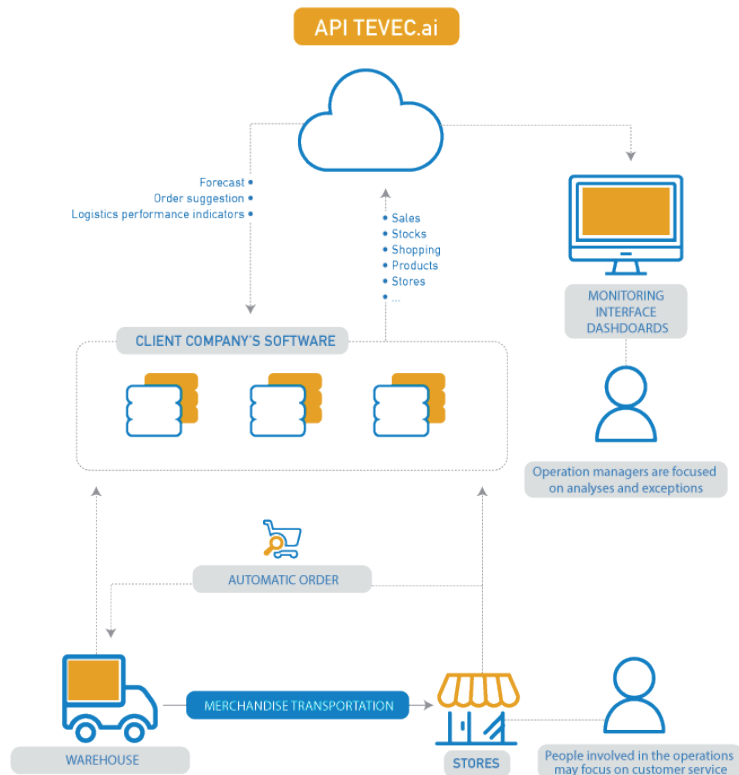 API TEVEC.ai
Forecast •
Order suggestion •
Logistics performance indicators •
• Sales
• Stocks
• Shopping
• Products
• Stores
• ...
MONITORING
INTERFACE
DASHDOARDS
CLIENT COMPANY'S SOFTWARE
Operation managers are focused
on analyses and exceptions
AUTOMATIC ORDER
MERCHANDISE TRANSPORTATION
WAREHOUSE
STORES
People involved in the operations
may focus on customer service